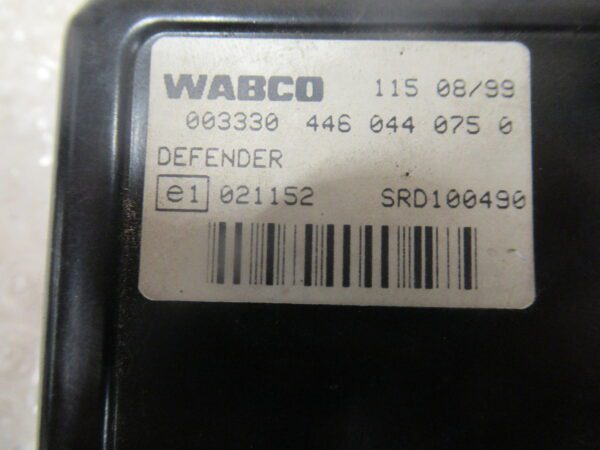 WABCO 115 08/99
003330 446 044 075 0
DEFENDER
e1 021152 SRD100490